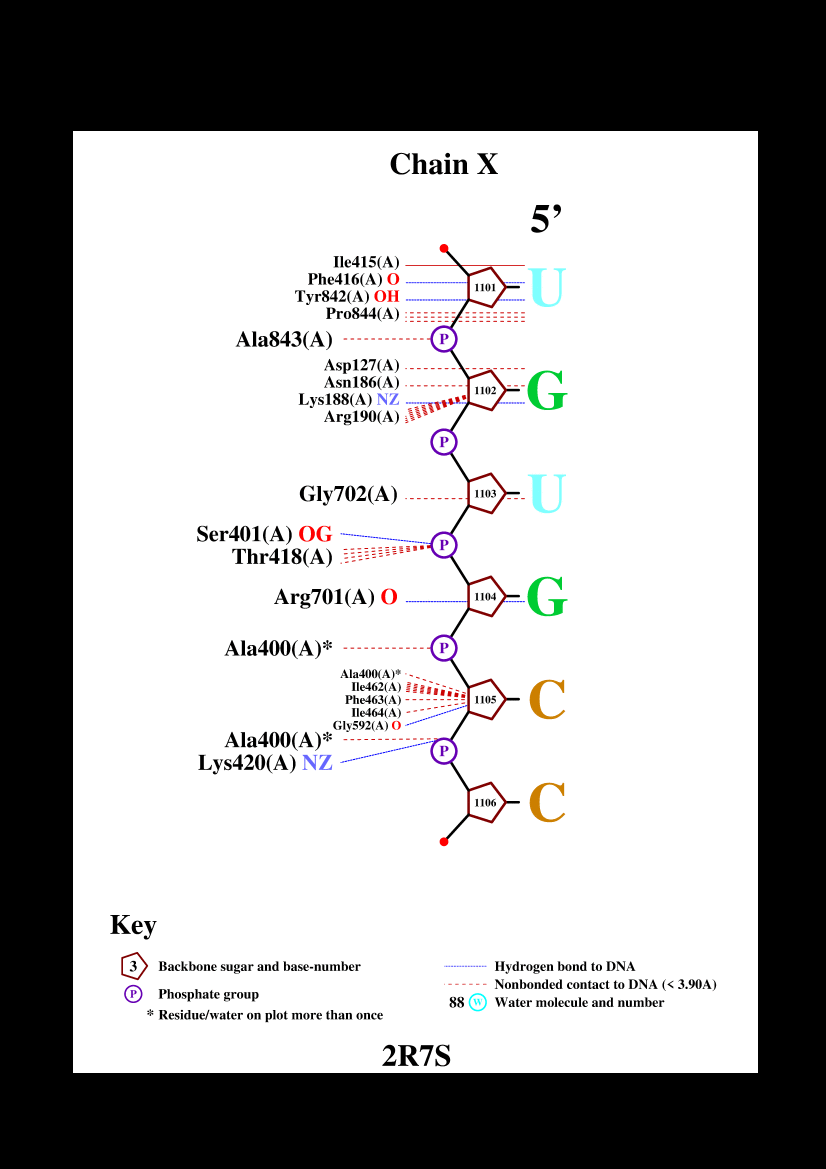 Chain X
5’
Ile415(A)
Phe416(A) O
1101
U
Tyr842(A) OH
Pro844(A)
Ala843(A)
P
Asp127(A)
Asn186(A)
1102
G
Lys188(A) NZ
Arg190(A)
P
Gly702(A)
1103
U
Ser401(A) OG
P
Thr418(A)
Arg701(A) O
1104
G
Ala400(A)*
P
Ala400(A)*
Ile462(A)
Phe463(A)
1105
C
Ile464(A)
Gly592(A) O
Ala400(A)*
P
Lys420(A) NZ
1106
C
Key
3 Backbone sugar and base-number
P Phosphate group
* Residue/water on plot more than once
Hydrogen bond to DNA
Nonbonded contact to DNA (< 3.90A)
88 W Water molecule and number
2R7S